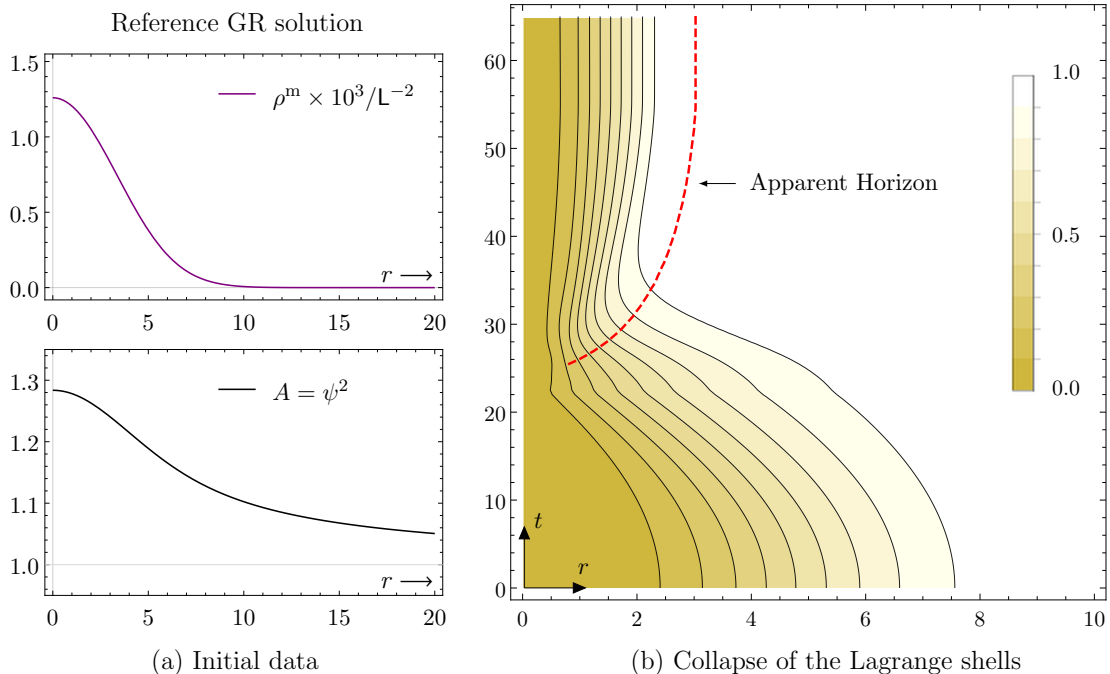 Reference GR solution
1.5
1.0
0.5
0.0
ρᵐ × 10³/L⁻²
r ⟶
0 5 10 15 20
1.3
1.2
1.1
1.0
A = ψ²
r ⟶
0 5 10 15 20
(a) Initial data
60
50
40
30
20
10
0
Apparent Horizon
1.0
0.5
0.0
t
r
0 2 4 6 8 10
(b) Collapse of the Lagrange shells